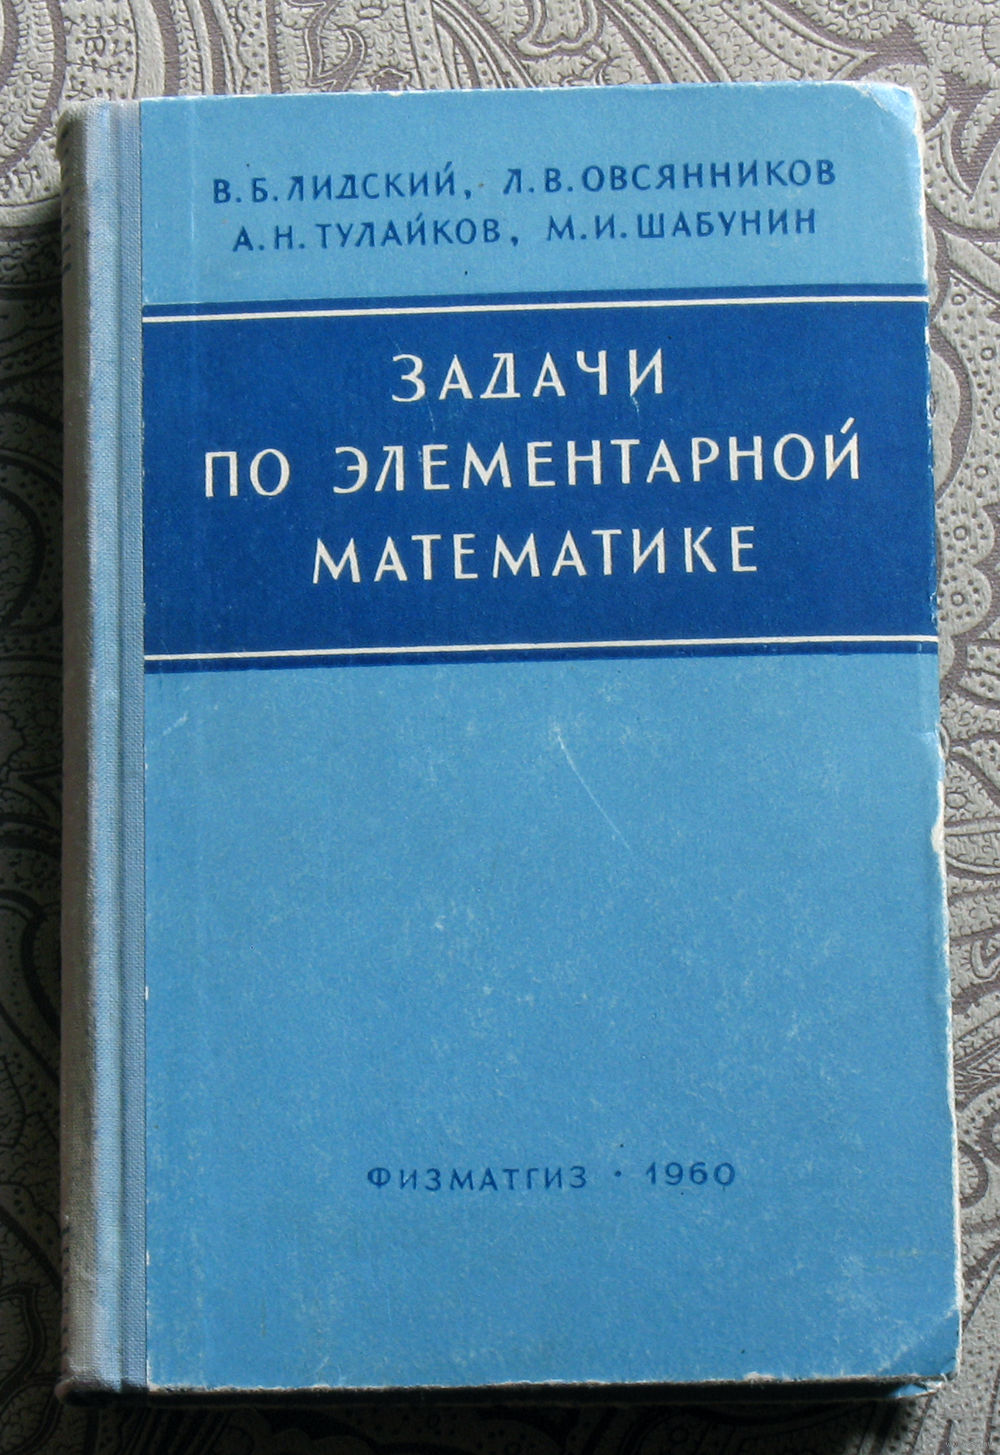 В. Б. ЛИДСКИЙ, Л. В. ОВСЯННИКОВ
А. Н. ТУЛАЙКОВ, М. И. ШАБУНИН
ЗАДАЧИ
ПО ЭЛЕМЕНТАРНОЙ
МАТЕМАТИКЕ
ФИЗМАТГИЗ · 1960